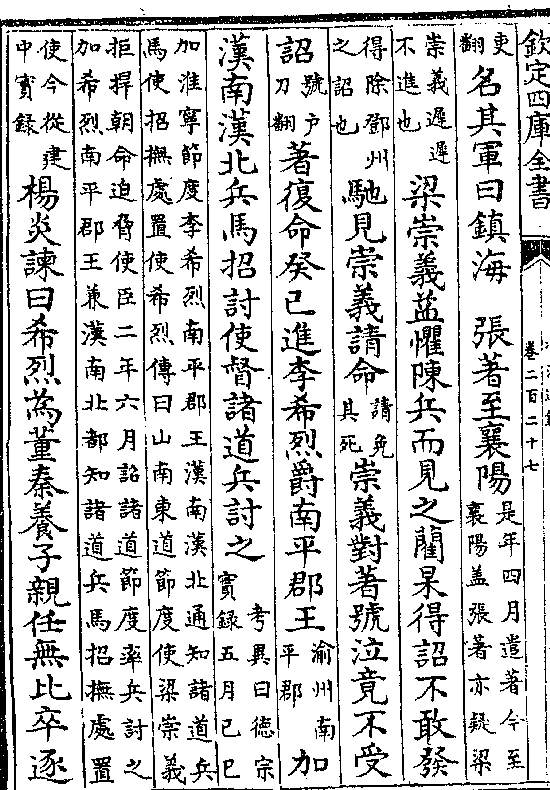 欽定四庫全書
卷二百二十七
吏翻名其軍曰鎮海　張著至襄陽是年四月遣著今至襄陽蓋張著亦疑梁
崇義遲遲不進也梁崇義益懼陳兵而見之藺杲得詔不敢發
得除鄧州之詔也馳見崇義請命請免其死崇義對著號泣竟不受
詔號户刀翻著復命癸巳進李希烈爵南平郡王渝州南平郡加
漢南漢北兵馬招討使督諸道兵討之考異曰德宗實録五月己巳
加淮寧節度李希烈南平郡王漢南漢北通知諸道兵
馬使招撫處置使希烈傳曰山南東道節度使梁崇義
拒捍朝命迫脅使臣二年六月詔諸道節度率兵討之
加希烈南平郡王兼漢南北都知諸道兵馬招撫處置
使今從建中實録楊炎諫曰希烈為董秦養子親任無比卒逐